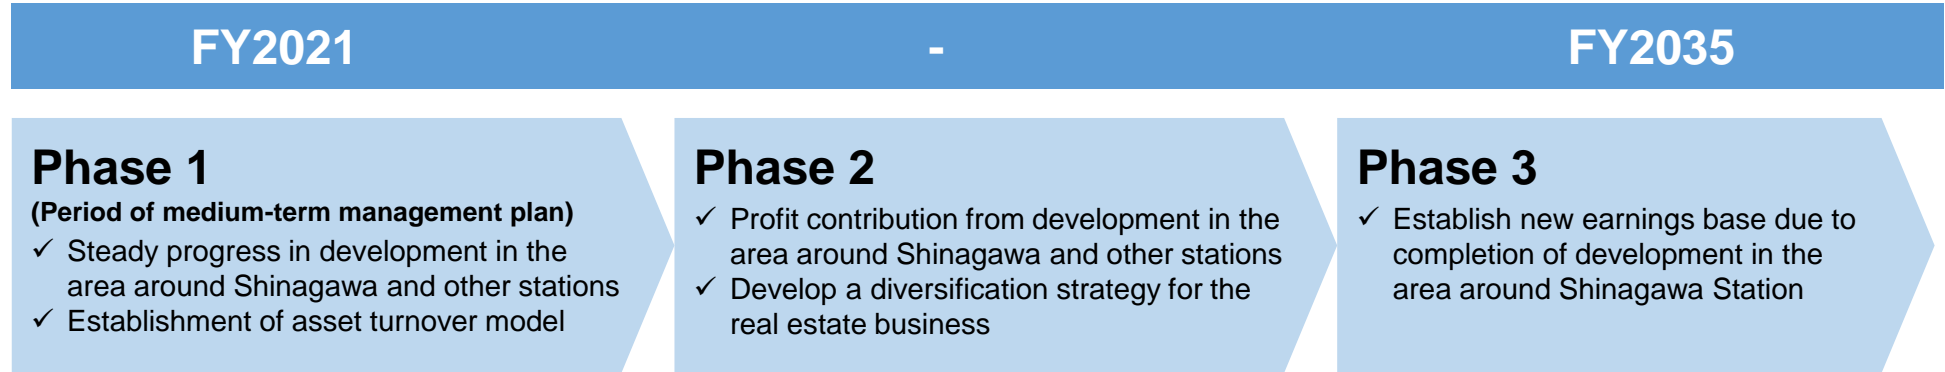 FY2021 - FY2035
Phase 1
(Period of medium-term management plan)
✓ Steady progress in development in the
area around Shinagawa and other stations
✓ Establishment of asset turnover model
Phase 2
✓ Profit contribution from development in the
area around Shinagawa and other stations
✓ Develop a diversification strategy for the
real estate business
Phase 3
✓ Establish new earnings base due to
completion of development in the
area around Shinagawa Station